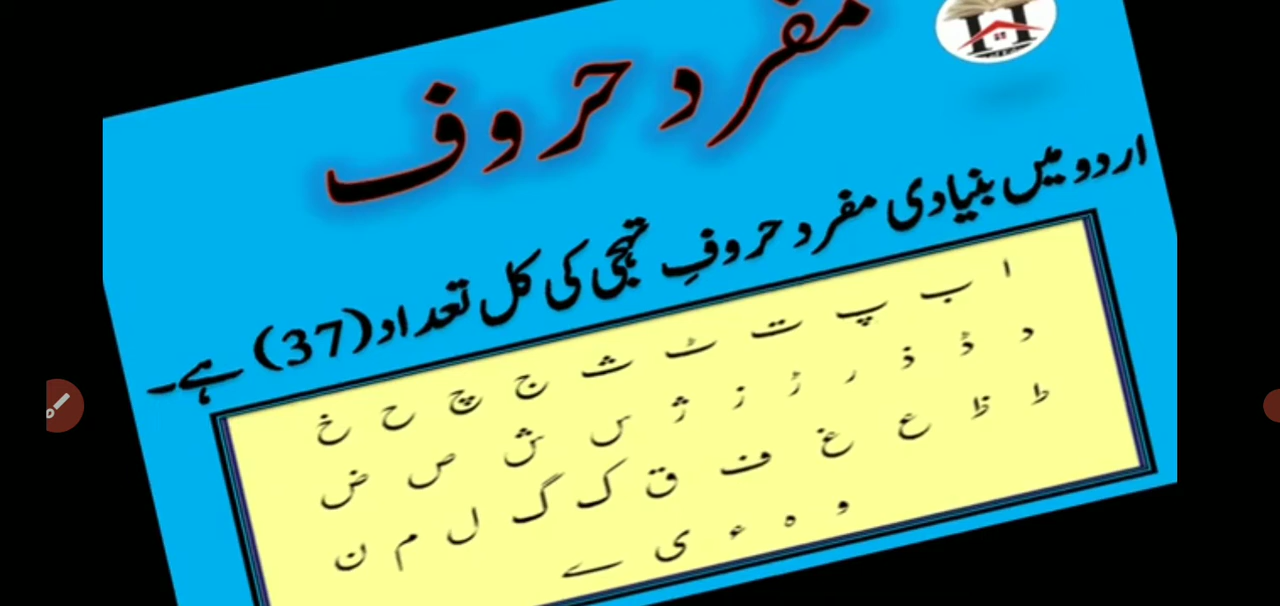 مفرد حروف
اردو میں بنیادی مفرد حروفِ تہجی کی کل تعداد (37) ہے۔
ا ب پ ت ٹ ث ج چ ح خ
د ڈ ذ ر ڑ ز ژ س ش ص ض
ط ظ ع غ ف ق ک گ ل م ن
و ہ ء ی ے